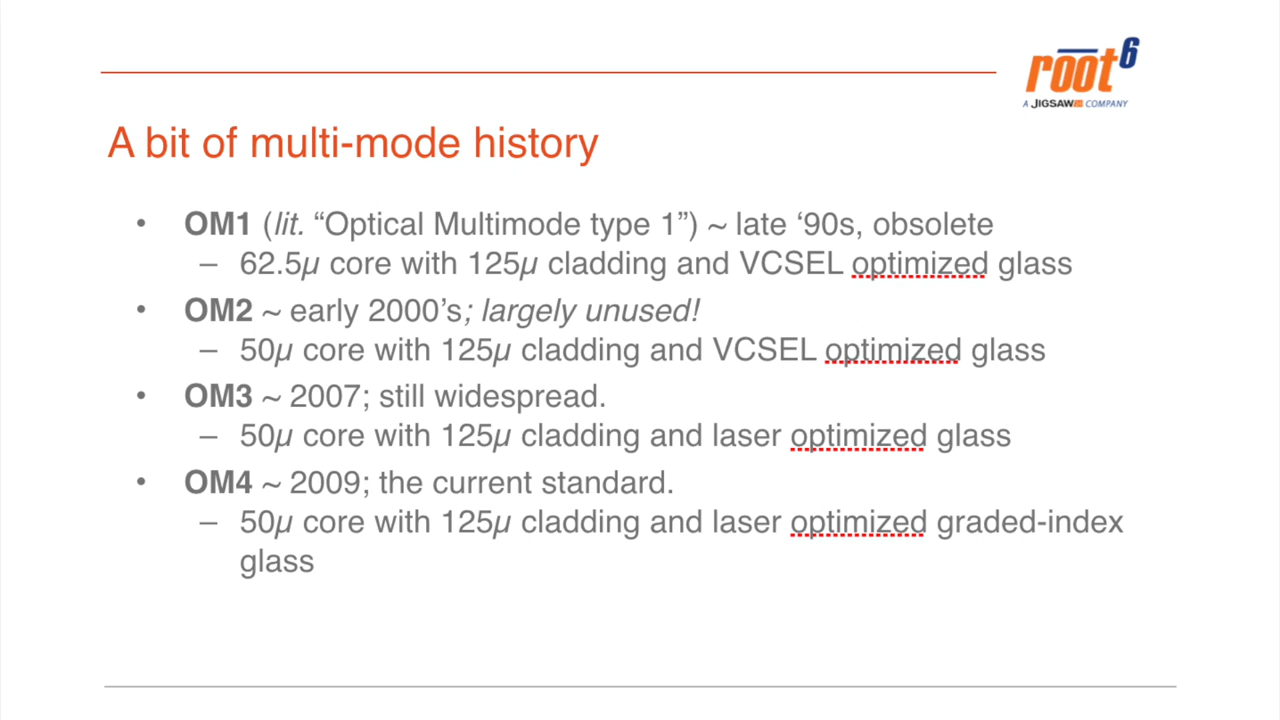 root6
A JIGSAW24 COMPANY
A bit of multi-mode history
• OM1 (lit. “Optical Multimode type 1”) ~ late ‘90s, obsolete
– 62.5μ core with 125μ cladding and VCSEL optimized glass
• OM2 ~ early 2000’s; largely unused!
– 50μ core with 125μ cladding and VCSEL optimized glass
• OM3 ~ 2007; still widespread.
– 50μ core with 125μ cladding and laser optimized glass
• OM4 ~ 2009; the current standard.
– 50μ core with 125μ cladding and laser optimized graded-index
glass